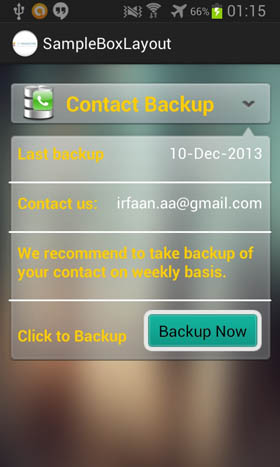 66% 01:15
SampleBoxLayout
Contact Backup
Last backup 10-Dec-2013
Contact us: irfaan.aa@gmail.com
We recommend to take backup
of your contact on weekly basis.
Click to Backup Backup Now